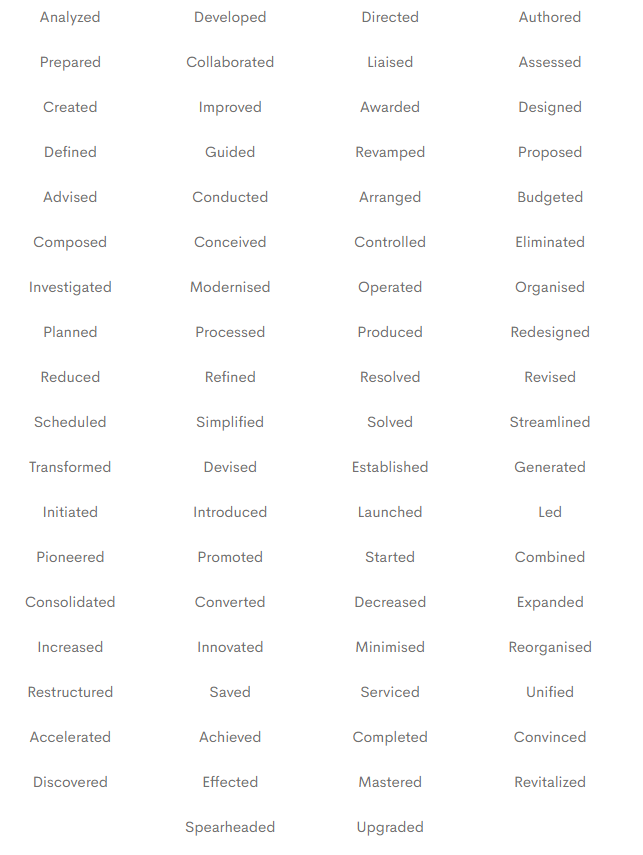 Analyzed Developed Directed Authored
Prepared Collaborated Liaised Assessed
Created Improved Awarded Designed
Defined Guided Revamped Proposed
Advised Conducted Arranged Budgeted
Composed Conceived Controlled Eliminated
Investigated Modernised Operated Organised
Planned Processed Produced Redesigned
Reduced Refined Resolved Revised
Scheduled Simplified Solved Streamlined
Transformed Devised Established Generated
Initiated Introduced Launched Led
Pioneered Promoted Started Combined
Consolidated Converted Decreased Expanded
Increased Innovated Minimised Reorganised
Restructured Saved Serviced Unified
Accelerated Achieved Completed Convinced
Discovered Effected Mastered Revitalized
Spearheaded Upgraded